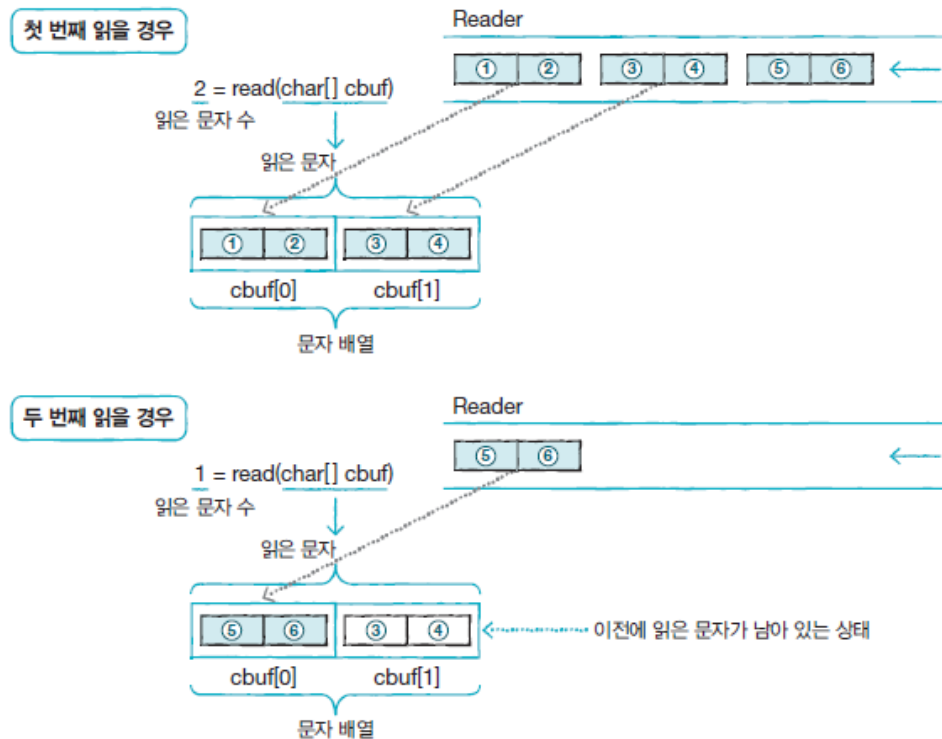 첫 번째 읽을 경우
Reader
① ② ③ ④ ⑤ ⑥
2 = read(char[] cbuf)
읽은 문자 수
읽은 문자
① ② ③ ④
cbuf[0] cbuf[1]
문자 배열
두 번째 읽을 경우
Reader
⑤ ⑥
1 = read(char[] cbuf)
읽은 문자 수
읽은 문자
⑤ ⑥ ③ ④ 이전에 읽은 문자가 남아 있는 상태
cbuf[0] cbuf[1]
문자 배열